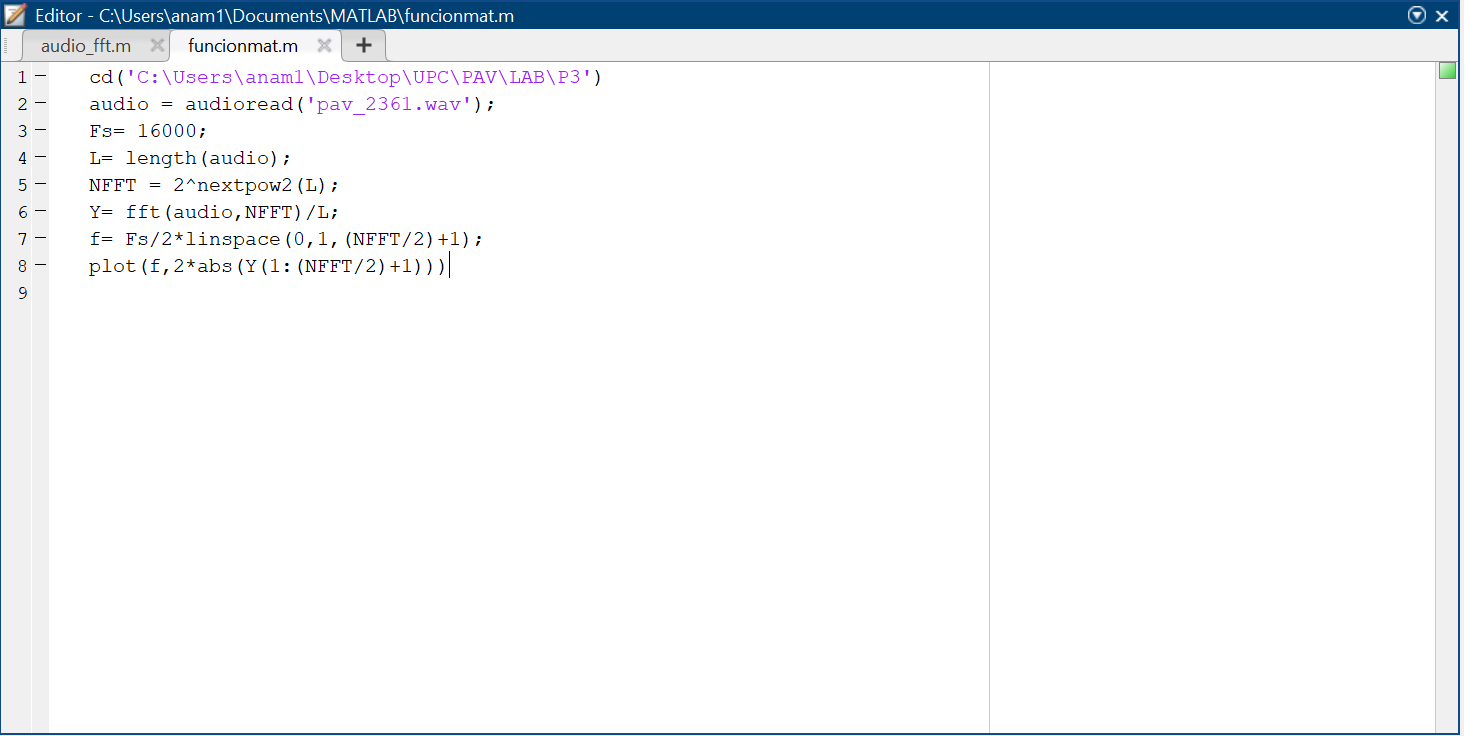 Editor - C:\Users\anam1\Documents\MATLAB\funcionmat.m
audio_fft.m funcionmat.m
1 cd('C:\Users\anam1\Desktop\UPC\PAV\LAB\P3')
2 audio = audioread('pav_2361.wav');
3 Fs= 16000;
4 L= length(audio);
5 NFFT = 2^nextpow2(L);
6 Y= fft(audio,NFFT)/L;
7 f= Fs/2*linspace(0,1,(NFFT/2)+1);
8 plot(f,2*abs(Y(1:(NFFT/2)+1)))
9